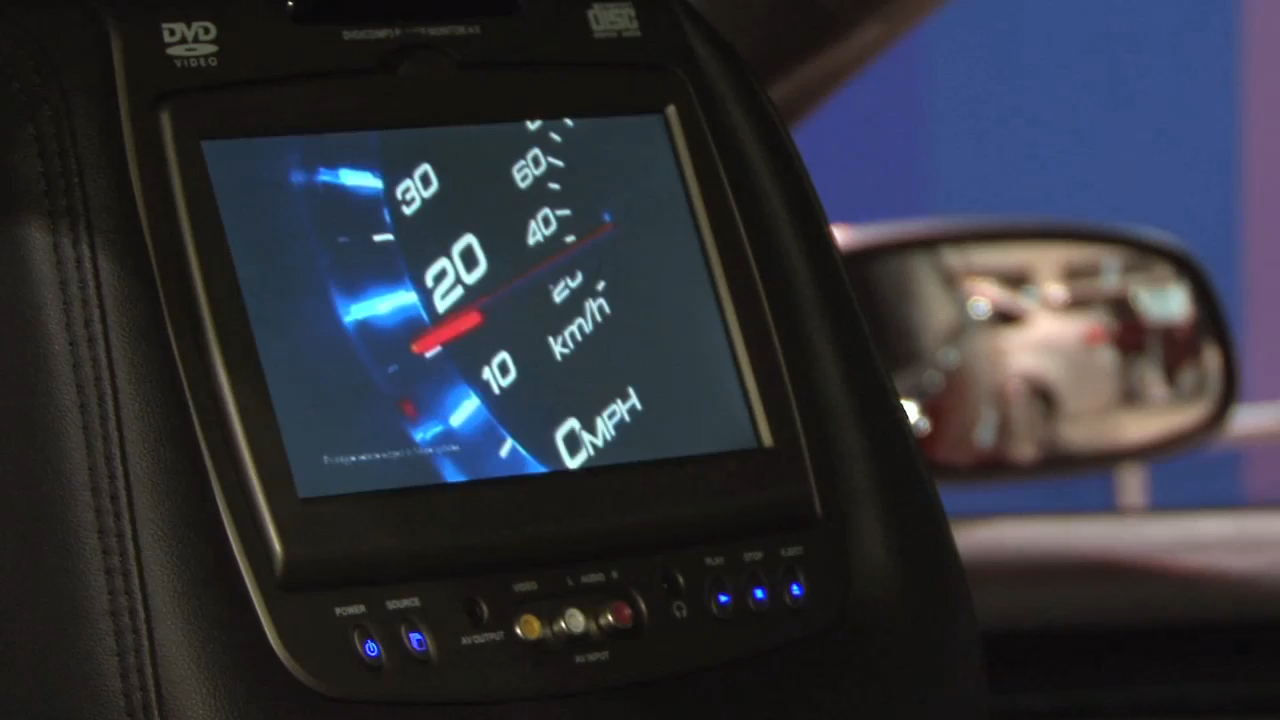 DVD
VIDEO
DISC
30
60
20
40
20
km/h
10
0MPH
POWER
SOURCE
AV OUTPUT
VIDEO
L AUDIO R
AV INPUT
PLAY
STOP
EJECT